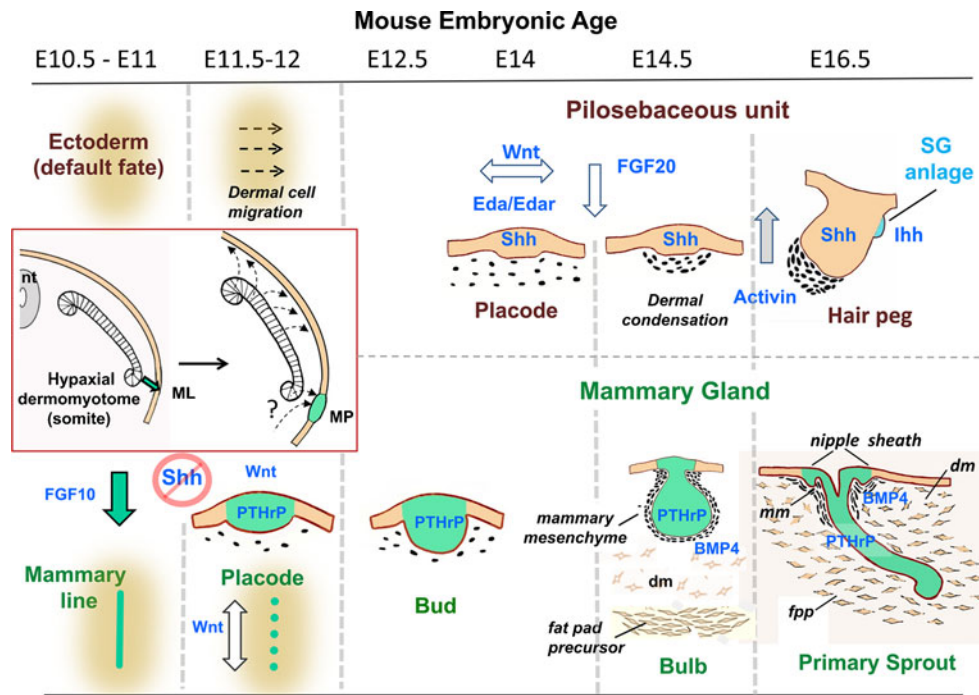 Mouse Embryonic Age
E10.5 - E11
E11.5-12
E12.5
E14
E14.5
E16.5
Ectoderm
(default fate)
Dermal cell
migration
Pilosebaceous unit
Wnt
Eda/Edar
FGF20
Shh
Placode
Shh
Dermal
condensation
Activin
SG
anlage
Shh
Ihh
Hair peg
nt
Hypaxial
dermomyotome
(somite)
ML
?
MP
Mammary Gland
FGF10
Shh
Wnt
PTHrP
Mammary
line
Placode
Wnt
PTHrP
Bud
mammary
mesenchyme
PTHrP
BMP4
dm
fat pad
precursor
Bulb
nipple sheath
dm
mm
BMP4
PTHrP
fpp
Primary Sprout